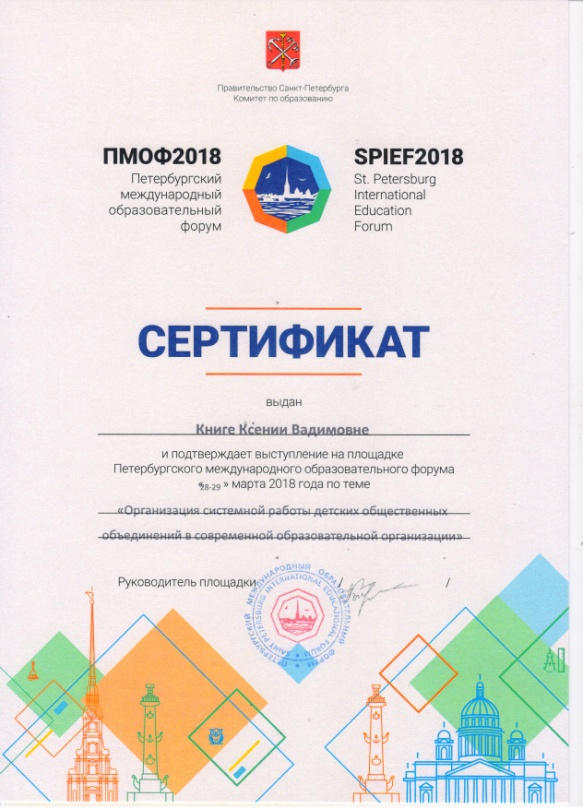 Правительство Санкт-Петербурга
Комитет по образованию
ПМОФ2018
Петербургский
международный
образовательный
форум
SPIEF2018
St. Petersburg
International
Education
Forum
СЕРТИФИКАТ
выдан
Книге Ксении Вадимовне
и подтверждает выступление на площадке
Петербургского международного образовательного форума
«28-29 » марта 2018 года по теме
«Организация системной работы детских общественных
объединений в современной образовательной организации»
Руководитель площадки / /
ПЕТЕРБУРГСКИЙ МЕЖДУНАРОДНЫЙ ОБРАЗОВАТЕЛЬНЫЙ ФОРУМ
SAINT PETERSBURG INTERNATIONAL EDUCATIONAL FORUM